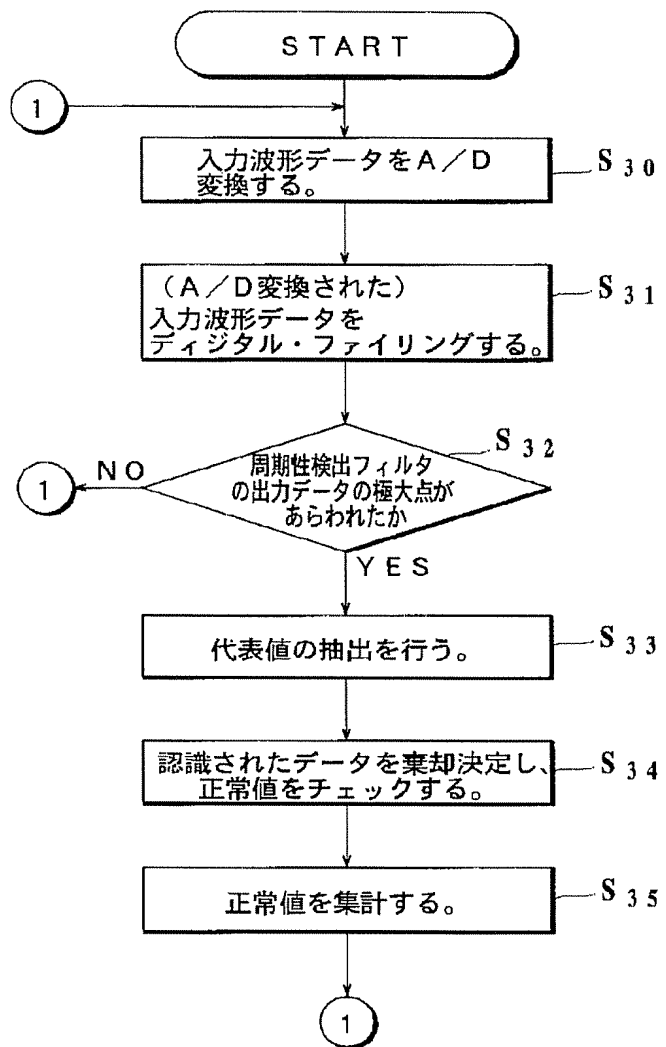 START
1
入力波形データをA／D
変換する。
S30
（A／D変換された）
入力波形データを
ディジタル・ファイリングする。
S31
周期性検出フィルタ
の出力データの極大点が
あらわれたか
S32
NO
1
YES
代表値の抽出を行う。
S33
認識されたデータを棄却決定し、
正常値をチェックする。
S34
正常値を集計する。
S35
1